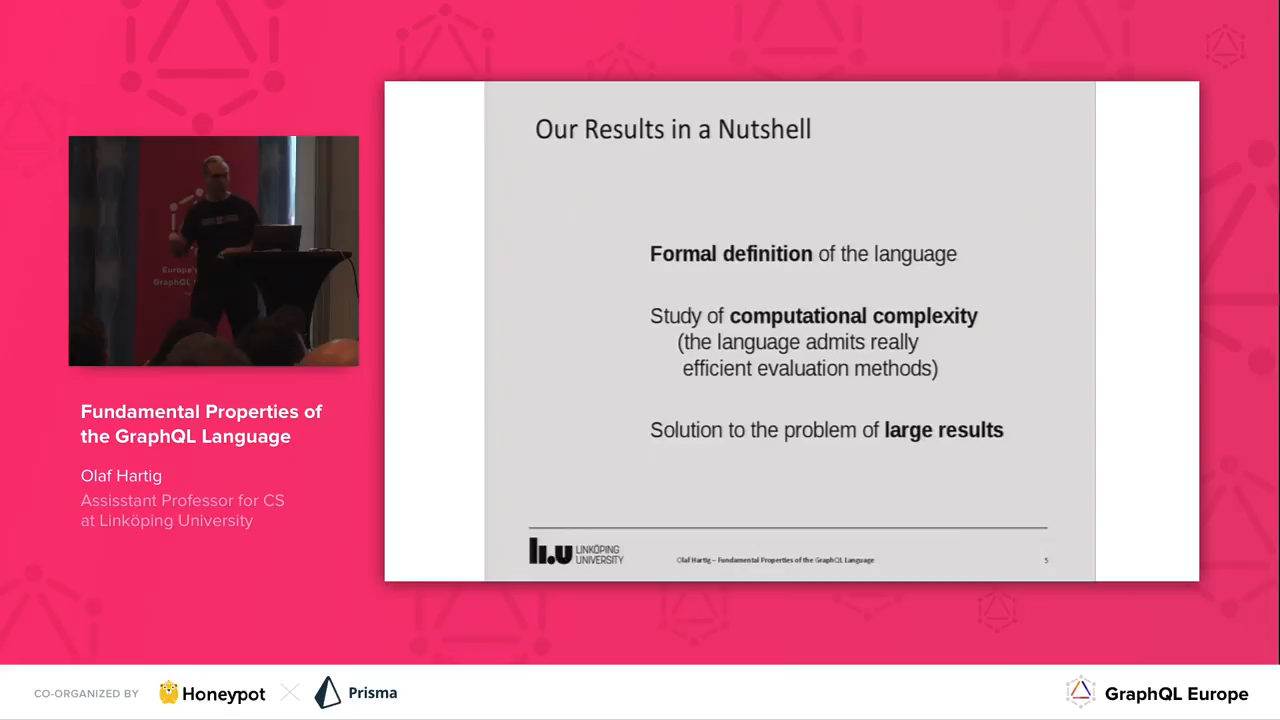 Our Results in a Nutshell
Formal definition of the language
Study of computational complexity
(the language admits really
efficient evaluation methods)
Solution to the problem of large results
LINKÖPING
UNIVERSITY
Olaf Hartig – Fundamental Properties of the GraphQL Language
5
Europe's
GraphQL
Fundamental Properties of
the GraphQL Language
Olaf Hartig
Assisstant Professor for CS
at Linköping University
CO-ORGANIZED BY
Honeypot
Prisma
GraphQL Europe